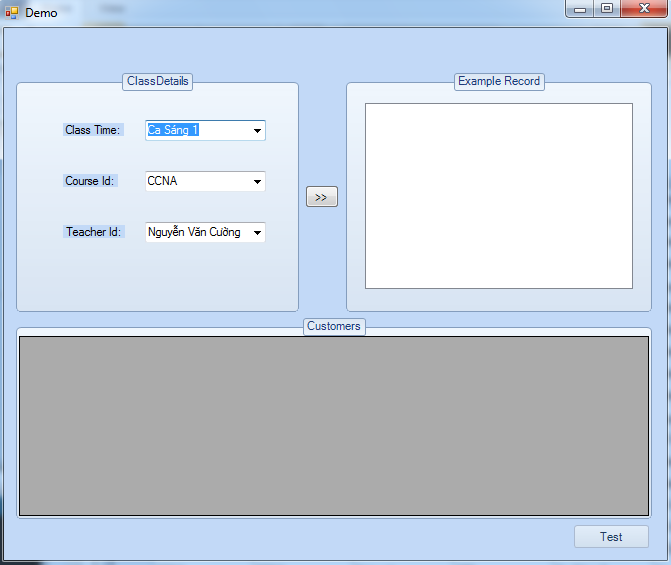 Demo
ClassDetails
Example Record
Class Time:
Ca Sáng 1
Course Id:
CCNA
>>
Teacher Id:
Nguyễn Văn Cường
Customers
Test